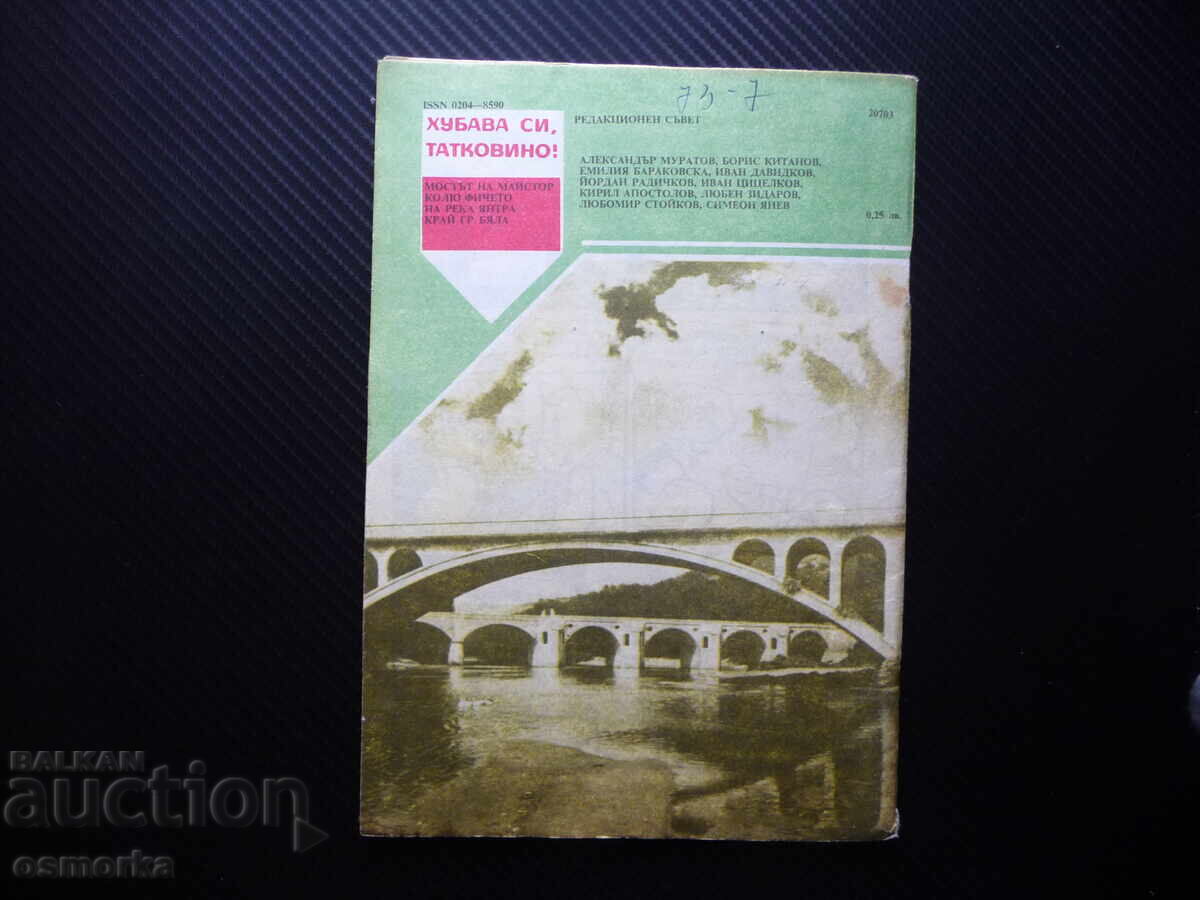 73-7
ISSN 0204—8590
ХУБАВА СИ,
ТАТКОВИНО!
МОСТЪТ НА МАЙСТОР
КОЛЮ ФИЧЕТО
НА РЕКА ЯНТРА
КРАЙ ГР. БЯЛА
РЕДАКЦИОНЕН СЪВЕТ
20703
АЛЕКСАНДЪР МУРАТОВ, БОРИС КИТАНОВ,
ЕМИЛИЯ БАРАКОВСКА, ИВАН ДАВИДКОВ,
ЙОРДАН РАДИЧКОВ, ИВАН ЦИЦЕЛКОВ,
КИРИЛ АПОСТОЛОВ, ЛЮБЕН ЗИДАРОВ,
ЛЮБОМИР СТОЙКОВ, СИМЕОН ЯНЕВ
0,25 лв.
BALKAN
auction
osmorka